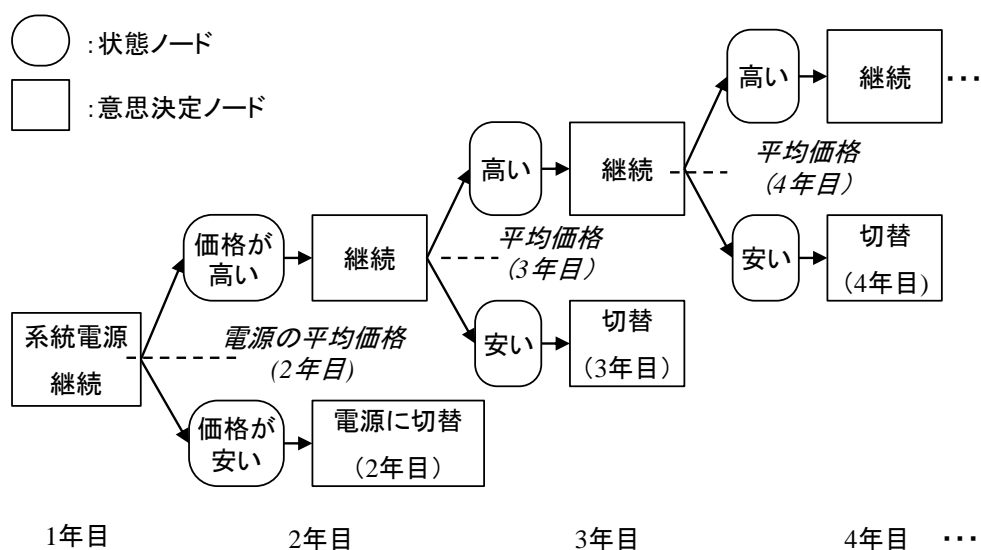 ：状態ノード
：意思決定ノード
系統電源
継続
価格が
高い
継続
電源の平均価格
(2年目)
価格が
安い
電源に切替
（2年目）
高い
継続
平均価格
（3年目）
安い
切替
（3年目）
高い
継続
･･･
平均価格
（4年目）
安い
切替
（4年目)
1年目
2年目
3年目
4年目
･･･